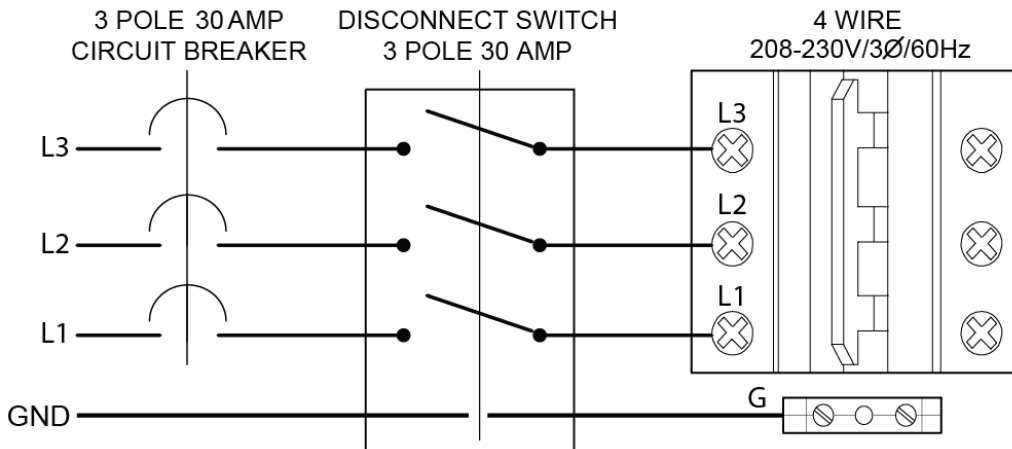 3 POLE 30 AMP
CIRCUIT BREAKER
DISCONNECT SWITCH
3 POLE 30 AMP
4 WIRE
208-230V/3Ø/60Hz
L3
L3
L2
L2
L1
L1
GND
G